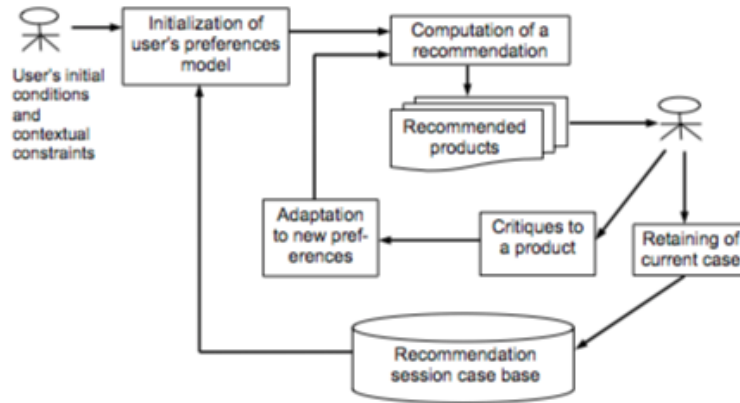 Initialization of
user's preferences
model
Computation of a
recommendation
User's initial
conditions
and
contextual
constraints
Recommended
products
Adaptation
to new pref-
erences
Critiques to
a product
Retaining of
current case
Recommendation
session case base